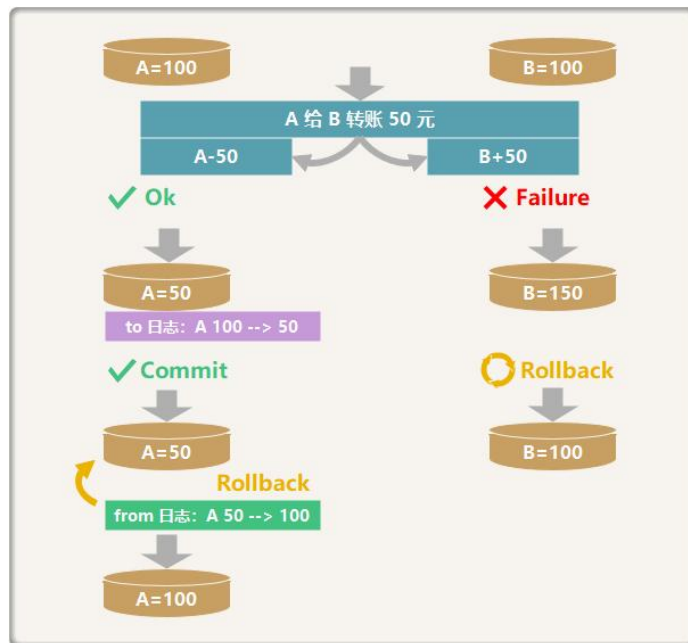 A=100
B=100
A 给 B 转账 50 元
A-50
B+50
Ok
Failure
A=50
B=150
to 日志：A 100 --> 50
Commit
Rollback
A=50
B=100
Rollback
from 日志：A 50 --> 100
A=100